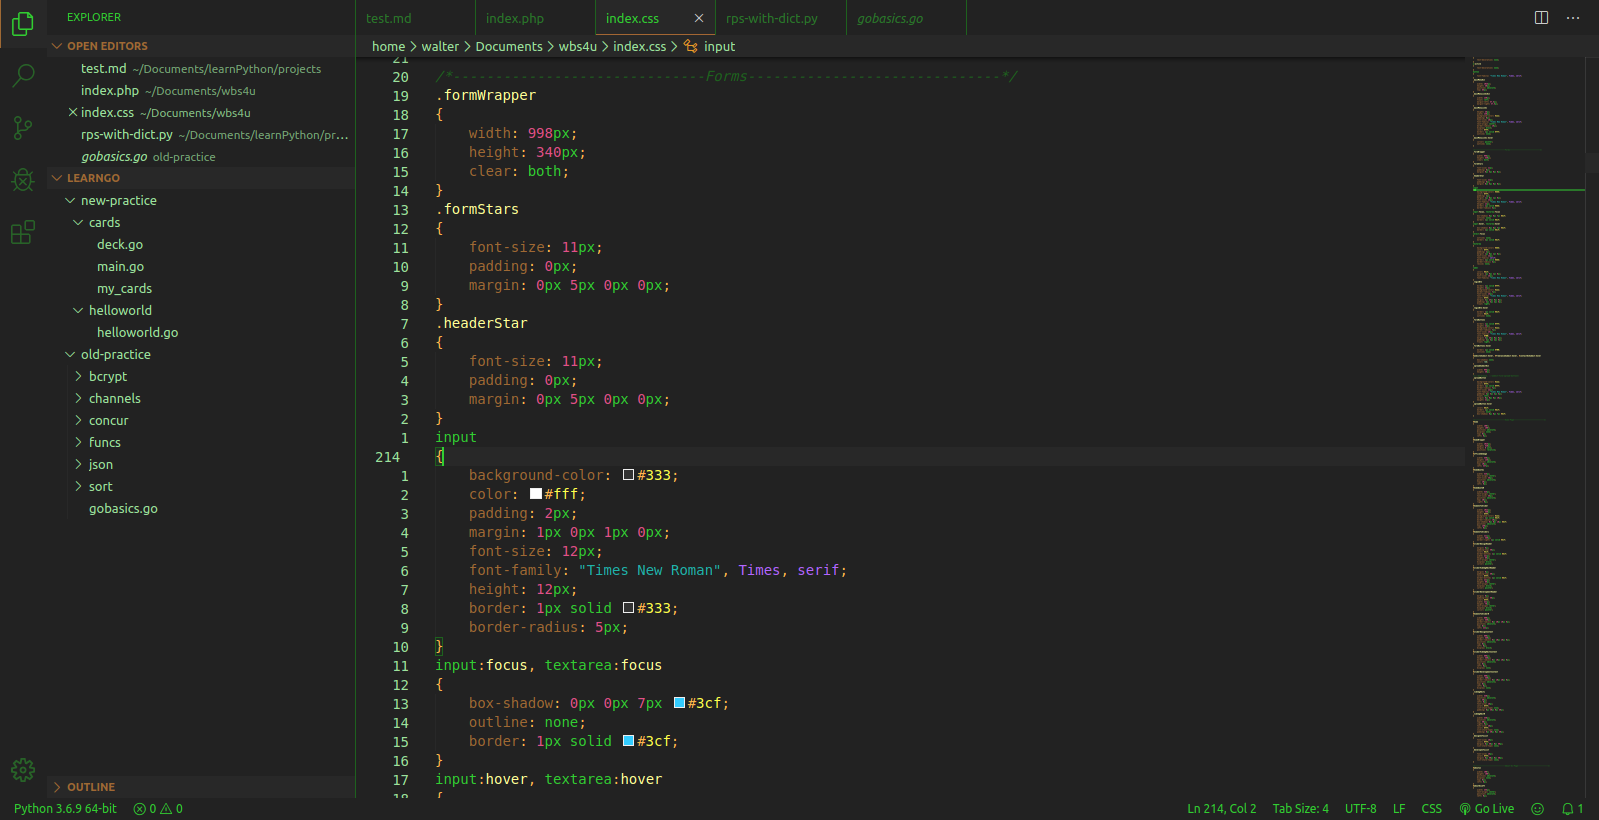 EXPLORER
OPEN EDITORS
test.md ~/Documents/learnPython/projects
index.php ~/Documents/wbs4u
index.css ~/Documents/wbs4u
rps-with-dict.py ~/Documents/learnPython/pr...
gobasics.go old-practice
LEARNGO
new-practice
cards
deck.go
main.go
my_cards
helloworld
helloworld.go
old-practice
bcrypt
channels
concur
funcs
json
sort
gobasics.go
OUTLINE
test.md index.php index.css rps-with-dict.py gobasics.go
home > walter > Documents > wbs4u > index.css > input
21
20 /*------------------------------Forms------------------------------*/
19 .formWrapper
18 {
17 width: 998px;
16 height: 340px;
15 clear: both;
14 }
13 .formStars
12 {
11 font-size: 11px;
10 padding: 0px;
9 margin: 0px 5px 0px 0px;
8 }
7 .headerStar
6 {
5 font-size: 11px;
4 padding: 0px;
3 margin: 0px 5px 0px 0px;
2 }
1 input
214 {
1 background-color: #333;
2 color: #fff;
3 padding: 2px;
4 margin: 1px 0px 1px 0px;
5 font-size: 12px;
6 font-family: "Times New Roman", Times, serif;
7 height: 12px;
8 border: 1px solid #333;
9 border-radius: 5px;
10 }
11 input:focus, textarea:focus
12 {
13 box-shadow: 0px 0px 7px #3cf;
14 outline: none;
15 border: 1px solid #3cf;
16 }
17 input:hover, textarea:hover
18 {
Python 3.6.9 64-bit 0 0 Ln 214, Col 2 Tab Size: 4 UTF-8 LF CSS Go Live 1